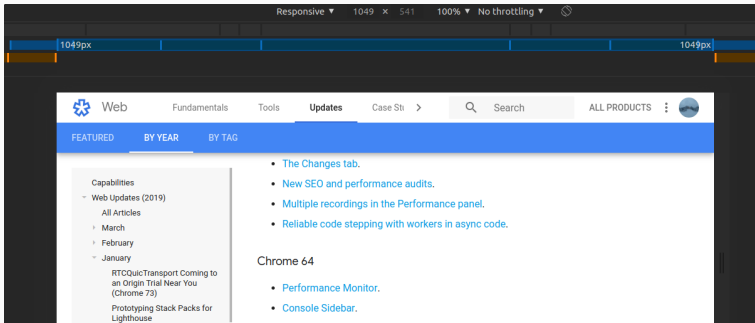 Responsive ▼ 1049 × 541 100% ▼ No throttling ▼
1049px 1049px
Web Fundamentals Tools Updates Case Stu > Search ALL PRODUCTS
FEATURED BY YEAR BY TAG
• The Changes tab.
Capabilities
• New SEO and performance audits.
Web Updates (2019)
• Multiple recordings in the Performance panel.
All Articles
• Reliable code stepping with workers in async code.
March
February
January
Chrome 64
RTCQuicTransport Coming to
an Origin Trial Near You
(Chrome 73)
• Performance Monitor.
Prototyping Stack Packs for
Lighthouse
• Console Sidebar.